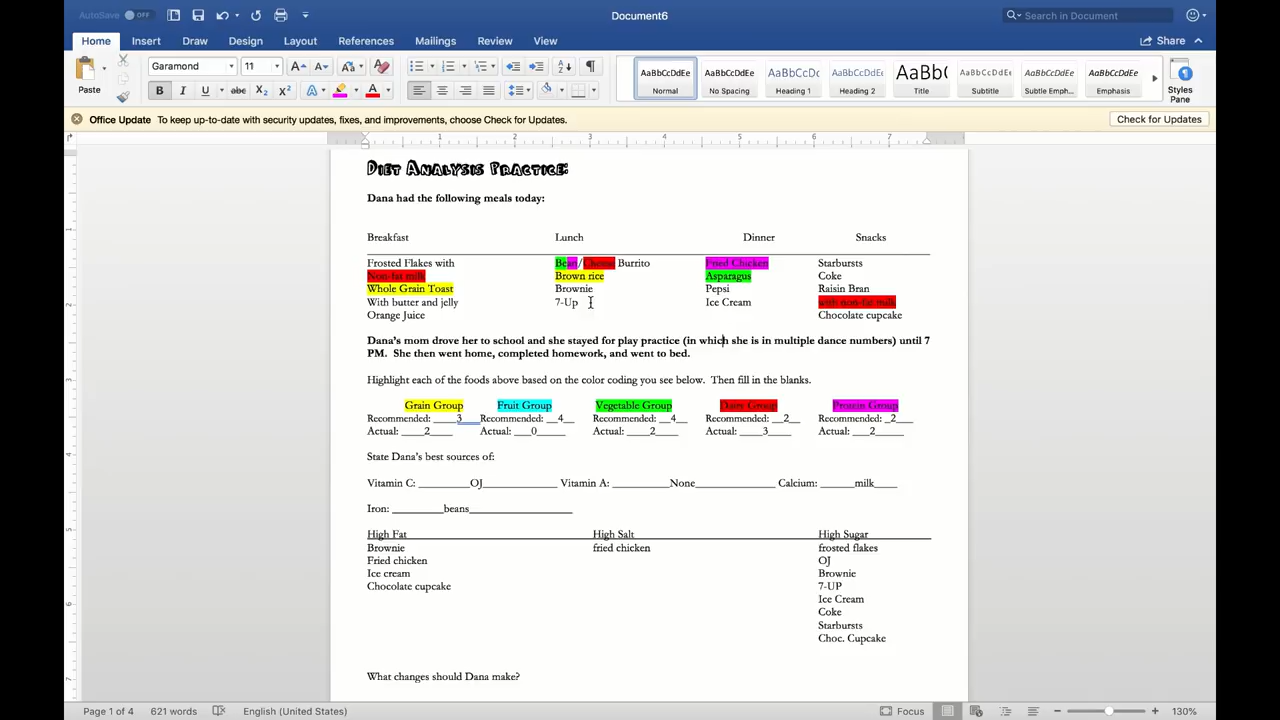 AutoSave OFF Document6 Search in Document
Home Insert Draw Design Layout References Mailings Review View Share
Paste Garamond 11 AaBbCcDdEe AaBbCcDdEe AaBbCcDd AaBbCcDdEe AaBb( AaBbCcDdEe AaBbCcDdEe AaBbCcDdEe
Normal No Spacing Heading 1 Heading 2 Title Subtitle Subtle Emph... Emphasis Styles Pane
Office Update To keep up-to-date with security updates, fixes, and improvements, choose Check for Updates. Check for Updates
Diet Analysis Practice:
Dana had the following meals today:
Breakfast Lunch Dinner Snacks
Frosted Flakes with Bean/Cheese Burrito Fried Chicken Starbursts
Non-fat milk Brown rice Asparagus Coke
Whole Grain Toast Brownie Pepsi Raisin Bran
With butter and jelly 7-Up Ice Cream with non-fat milk
Orange Juice Chocolate cupcake
Dana's mom drove her to school and she stayed for play practice (in which she is in multiple dance numbers) until 7
PM. She then went home, completed homework, and went to bed.
Highlight each of the foods above based on the color coding you see below. Then fill in the blanks.
Grain Group Fruit Group Vegetable Group Dairy Group Protein Group
Recommended: ____3____ Recommended: __4__ Recommended: __4__ Recommended: __2__ Recommended: _2___
Actual: ____2____ Actual: ___0_____ Actual: ____2____ Actual: ___3____ Actual: ___2____
State Dana's best sources of:
Vitamin C: _________OJ_____________ Vitamin A: __________None______________ Calcium: ______milk____
Iron: _________beans__________________
High Fat High Salt High Sugar
Brownie fried chicken frosted flakes
Fried chicken OJ
Ice cream Brownie
Chocolate cupcake 7-UP
Ice Cream
Coke
Starbursts
Choc. Cupcake
What changes should Dana make?
Page 1 of 4 621 words English (United States) Focus 130%